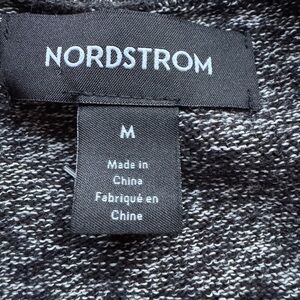 NORDSTROM
M
Made in
China
Fabriqué en
Chine